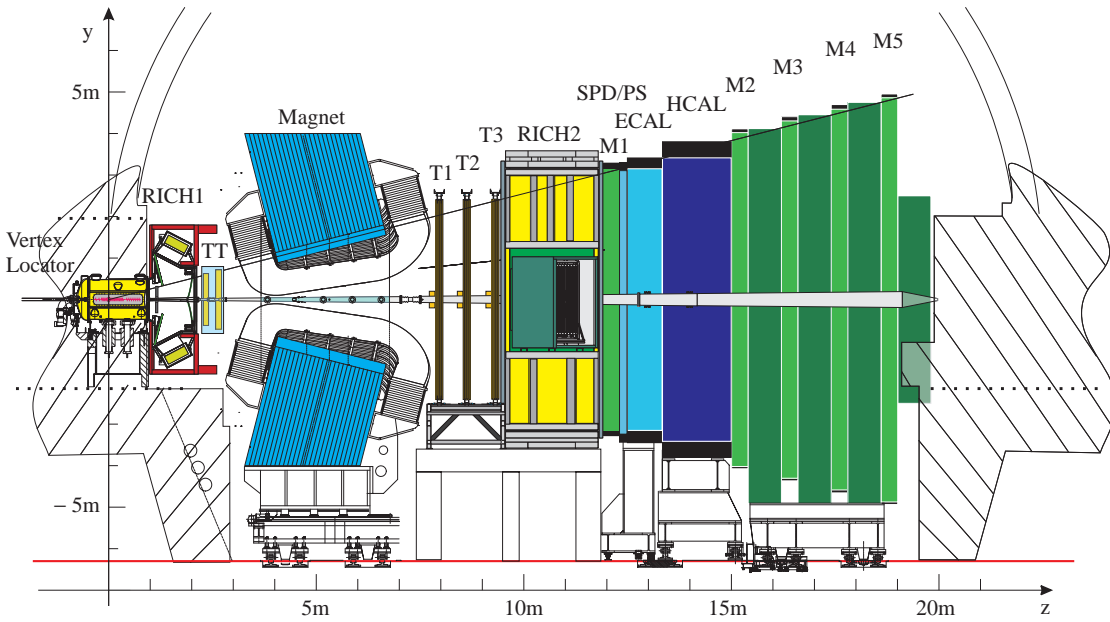 y
5m
Magnet
SPD/PS
ECAL
HCAL
M1
M2
M3
M4
M5
RICH1
TT
T1
T2
T3
RICH2
Vertex
Locator
− 5m
5m
10m
15m
20m
z